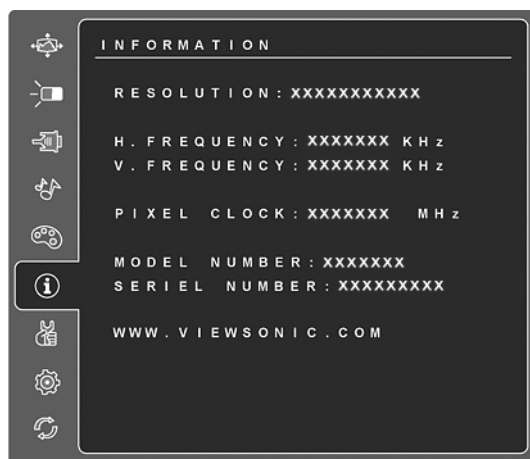 INFORMATION
RESOLUTION: XXXXXXXXXXX
H. FREQUENCY: XXXXXXX KHz
V. FREQUENCY: XXXXXXX KHz
PIXEL CLOCK: XXXXXXX MHz
MODEL NUMBER: XXXXXXX
SERIEL NUMBER: XXXXXXXXX
WWW.VIEWSONIC.COM